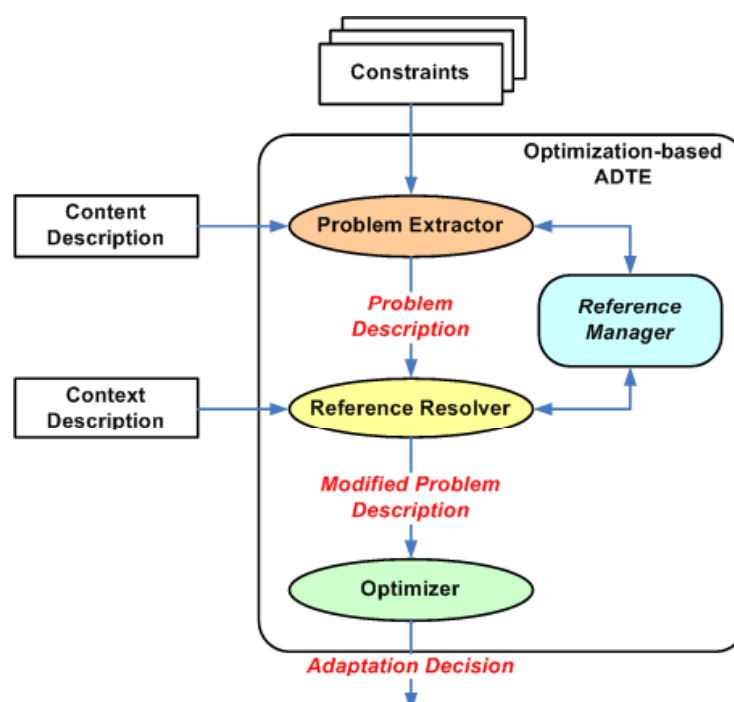 Constraints
Optimization-based
ADTE
Content
Description
Problem Extractor
Problem
Description
Reference
Manager
Context
Description
Reference Resolver
Modified Problem
Description
Optimizer
Adaptation Decision